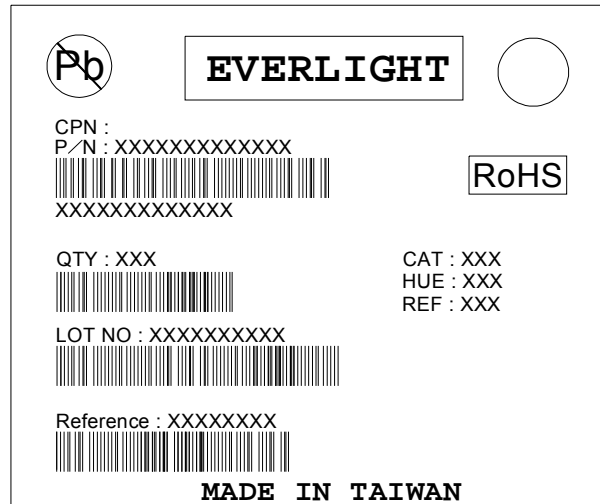 Pb
EVERLIGHT
CPN :
P/N : XXXXXXXXXXXXX
RoHS
XXXXXXXXXXXXX
QTY : XXX
CAT : XXX
HUE : XXX
REF : XXX
LOT NO : XXXXXXXXXX
Reference : XXXXXXXX
MADE IN TAIWAN